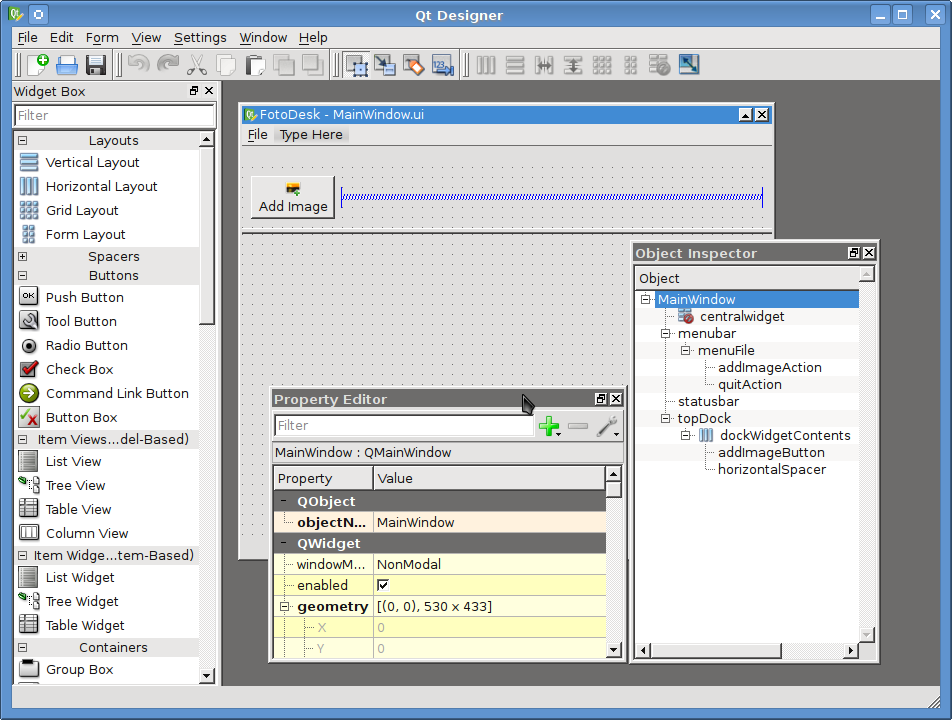 Qt Designer
File Edit Form View Settings Window Help
Widget Box
Filter
Layouts
Vertical Layout
Horizontal Layout
Grid Layout
Form Layout
Spacers
Buttons
Push Button
Tool Button
Radio Button
Check Box
Command Link Button
Button Box
Item Views...del-Based)
List View
Tree View
Table View
Column View
Item Widge...tem-Based)
List Widget
Tree Widget
Table Widget
Containers
Group Box
FotoDesk - MainWindow.ui
File Type Here
Add Image
Property Editor
Filter
MainWindow : QMainWindow
Property Value
QObject
objectN... MainWindow
QWidget
windowM... NonModal
enabled
geometry [(0, 0), 530 x 433]
X 0
Y 0
Object Inspector
Object
MainWindow
centralwidget
menubar
menuFile
addImageAction
quitAction
statusbar
topDock
dockWidgetContents
addImageButton
horizontalSpacer